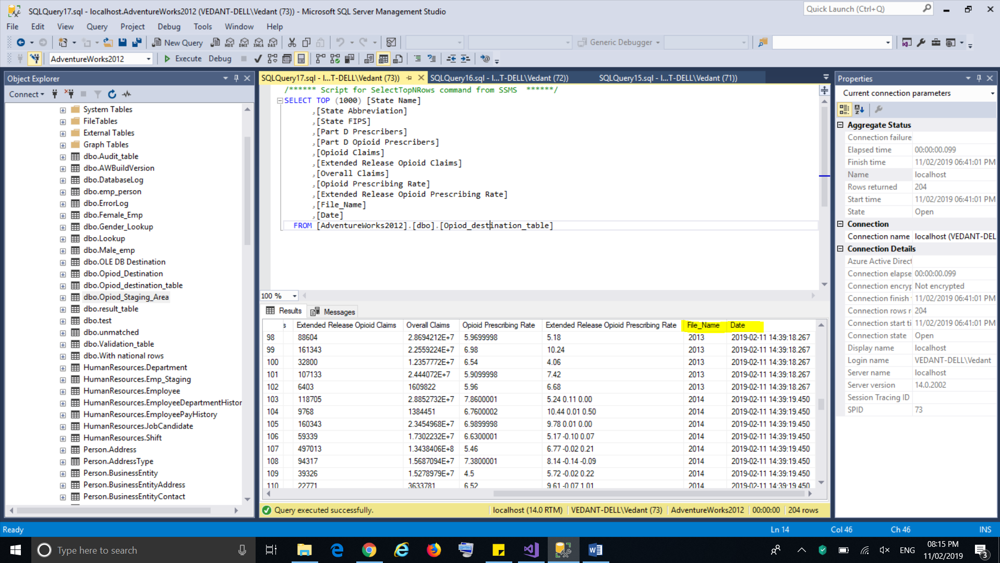 SQLQuery17.sql - localhost.AdventureWorks2012 (VEDANT-DELL\Vedant (73)) - Microsoft SQL Server Management Studio
Quick Launch (Ctrl+Q)
File Edit View Query Project Debug Tools Window Help
New Query MDX DMX XMLA DAX Generic Debugger
AdventureWorks2012 Execute Debug
Object Explorer
Connect
System Tables
FileTables
External Tables
Graph Tables
dbo.Audit_table
dbo.AWBuildVersion
dbo.DatabaseLog
dbo.emp_person
dbo.ErrorLog
dbo.Female_Emp
dbo.Gender_Lookup
dbo.Lookup
dbo.Male_emp
dbo.OLE DB Destination
dbo.Opiod_Destination
dbo.Opiod_destination_table
dbo.Opiod_Staging_Area
dbo.result_table
dbo.test
dbo.unmatched
dbo.Validation_table
dbo.With national rows
HumanResources.Department
HumanResources.Emp_Staging
HumanResources.Employee
HumanResources.EmployeeDepartmentHistor
HumanResources.EmployeePayHistory
HumanResources.JobCandidate
HumanResources.Shift
Person.Address
Person.AddressType
Person.BusinessEntity
Person.BusinessEntityAddress
Person.BusinessEntityContact
SQLQuery17.sql - l...T-DELL\Vedant (73)) SQLQuery16.sql - l...T-DELL\Vedant (72)) SQLQuery15.sql - l...T-DELL\Vedant (71))
/****** Script for SelectTopNRows command from SSMS ******/
SELECT TOP (1000) [State Name]
,[State Abbreviation]
,[State FIPS]
,[Part D Prescribers]
,[Part D Opioid Prescribers]
,[Opioid Claims]
,[Extended Release Opioid Claims]
,[Overall Claims]
,[Opioid Prescribing Rate]
,[Extended Release Opioid Prescribing Rate]
,[File_Name]
,[Date]
FROM [AdventureWorks2012].[dbo].[Opiod_destination_table]
100 %
Results Messages
s Extended Release Opioid Claims Overall Claims Opioid Prescribing Rate Extended Release Opioid Prescribing Rate File_Name Date
98 88604 2.8694212E+7 5.9699998 5.18 2013 2019-02-11 14:39:18.267
99 161343 2.2559224E+7 6.98 10.24 2013 2019-02-11 14:39:18.267
100 32800 1.2357772E+7 6.54 4.06 2013 2019-02-11 14:39:18.267
101 107133 2.444072E+7 5.9099998 7.42 2013 2019-02-11 14:39:18.267
102 6403 1609822 5.96 6.68 2013 2019-02-11 14:39:18.267
103 118705 2.8852732E+7 7.8600001 5.24 0.11 0.00 2014 2019-02-11 14:39:19.450
104 9768 1384451 6.7600002 10.44 0.01 0.50 2014 2019-02-11 14:39:19.450
105 160343 2.3454968E+7 6.9899998 9.78 0.01 0.00 2014 2019-02-11 14:39:19.450
106 59339 1.7302232E+7 6.6300001 5.17 -0.10 0.07 2014 2019-02-11 14:39:19.450
107 497013 1.3438406E+8 5.46 6.77 -0.02 0.21 2014 2019-02-11 14:39:19.450
108 94317 1.5687094E+7 7.3800001 8.14 -0.14 -0.09 2014 2019-02-11 14:39:19.450
109 39326 1.5278979E+7 4.5 5.72 -0.02 0.22 2014 2019-02-11 14:39:19.450
110 22771 3633781 6.52 9.61 -0.07 1.01 2014 2019-02-11 14:39:19.450
Query executed successfully. localhost (14.0 RTM) VEDANT-DELL\Vedant (73) AdventureWorks2012 00:00:00 204 rows
Properties
Current connection parameters
Aggregate Status
Connection failure
Elapsed time 00:00:00.099
Finish time 11/02/2019 06:41:01 PM
Name localhost
Rows returned 204
Start time 11/02/2019 06:41:01 PM
State Open
Connection
Connection name localhost (VEDANT-DEL
Connection Details
Azure Active Direct
Connection elapse 00:00:00.099
Connection encryp Not encrypted
Connection finish 11/02/2019 06:41:01 PM
Connection rows r 204
Connection start ti 11/02/2019 06:41:01 PM
Connection state Open
Display name localhost
Login name VEDANT-DELL\Vedant
Server name localhost
Server version 14.0.2002
Session Tracing ID
SPID 73
Ready Ln 14 Col 46 Ch 46 INS
Type here to search
ENG
08:15 PM
11/02/2019
3